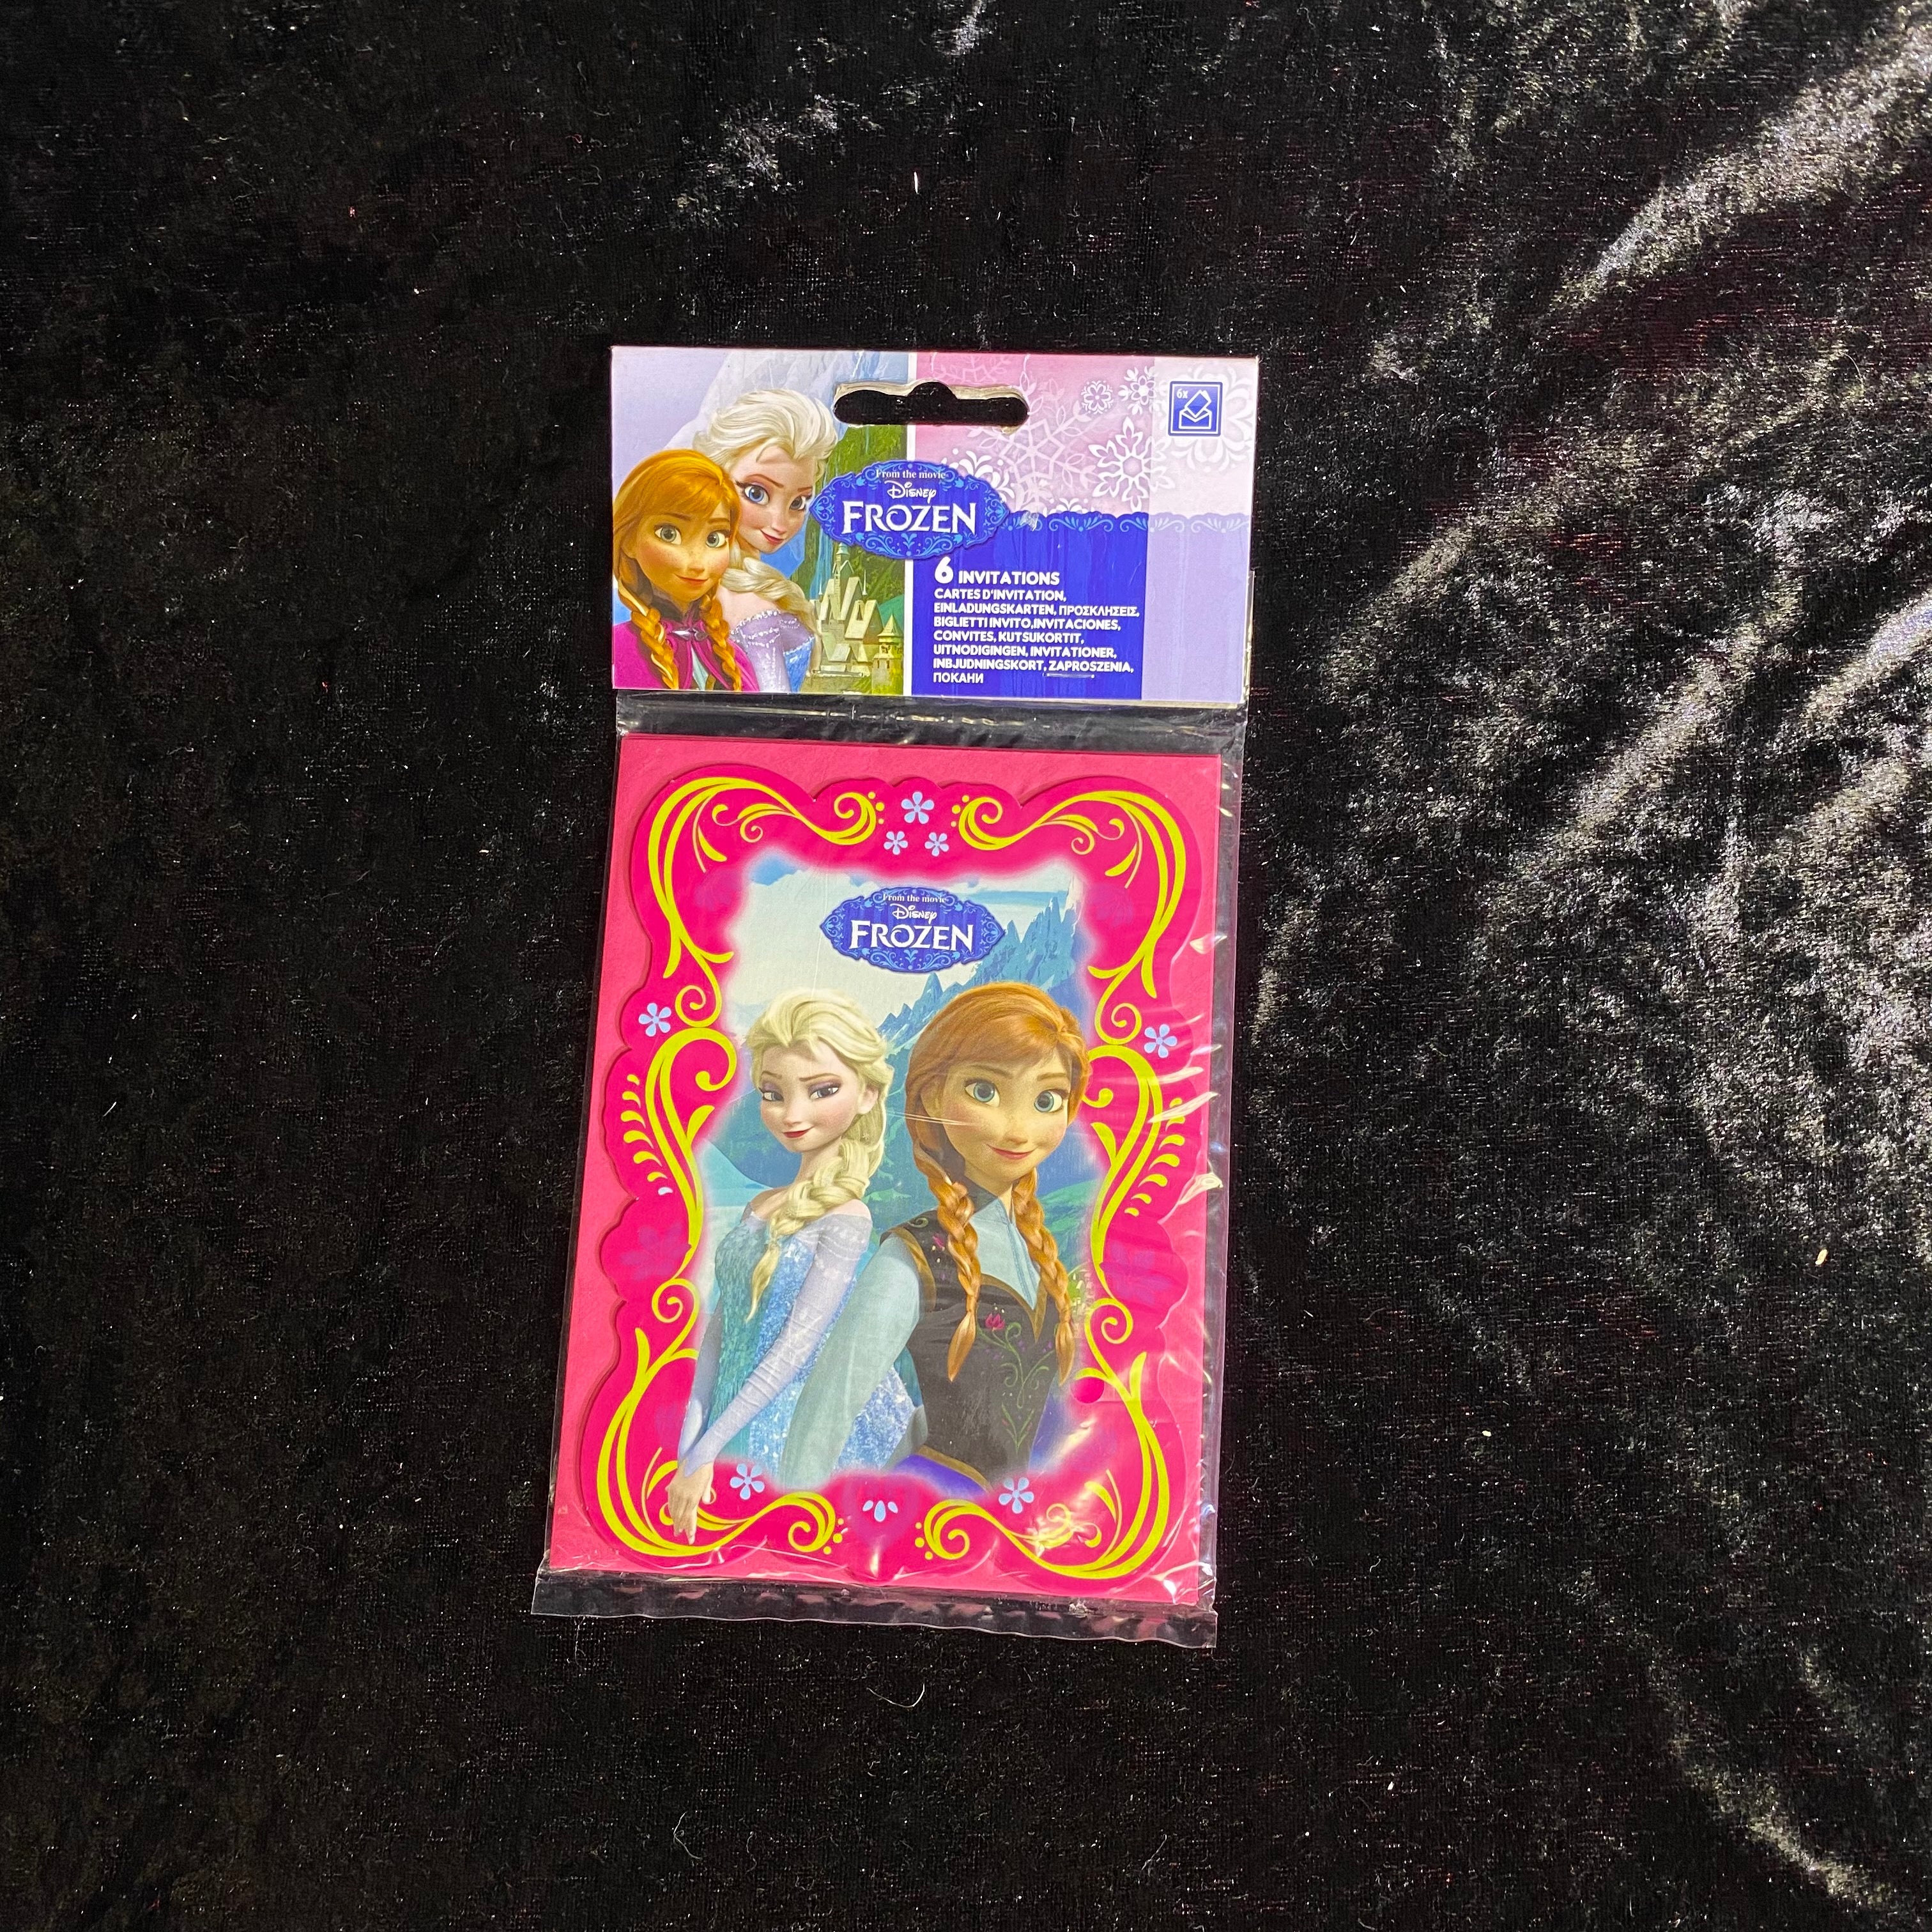 6x
From the movie
Disney
FROZEN
6 INVITATIONS
CARTES D'INVITATION,
EINLADUNGSKARTEN, ΠΡΟΣΚΛΗΣΕΙΣ,
BIGLIETTI INVITO,INVITACIONES,
CONVITES, KUTSUKORTIT,
UITNODIGINGEN, INVITATIONER,
INBJUDNINGSKORT, ZAPROSZENIA,
ПОКАНИ
From the movie
Disney
FROZEN